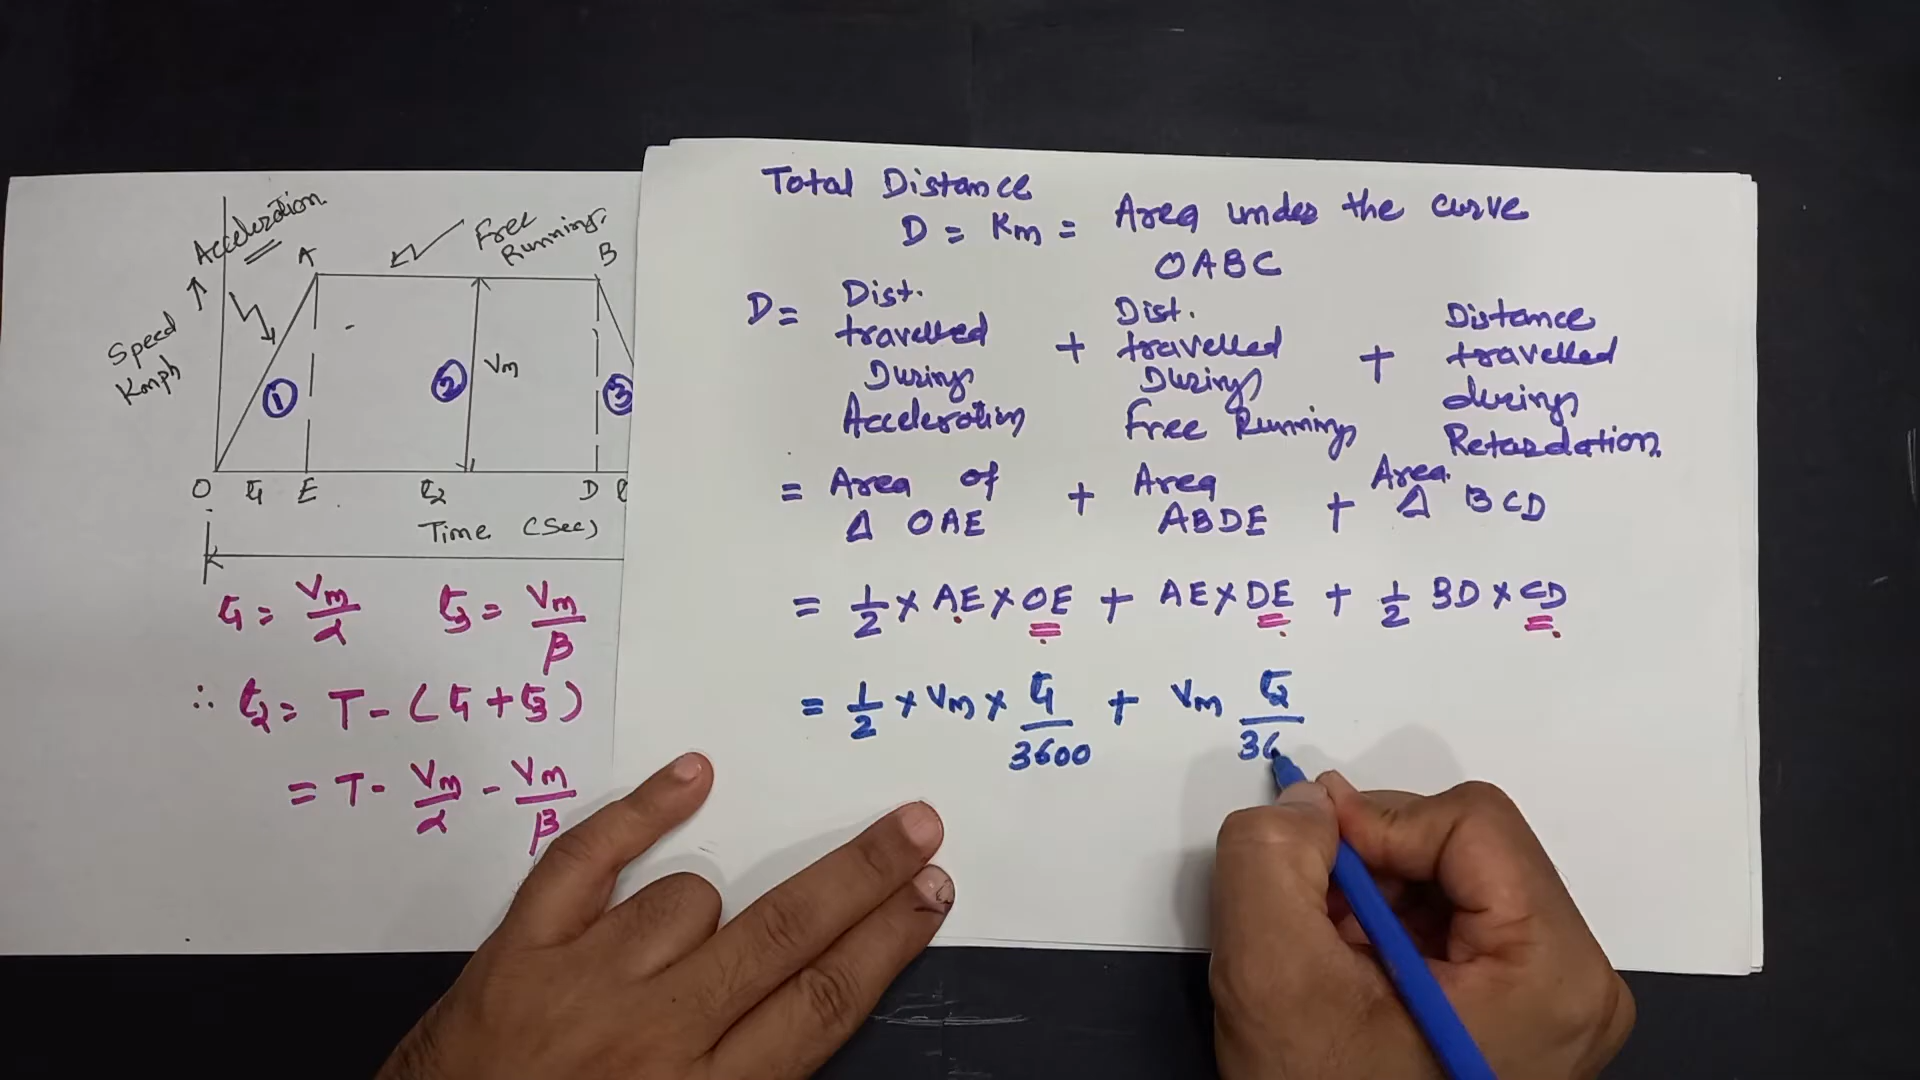 Acceleration
Free
Running.
A
B
Speed
Kmph
1
2
Vm
3
O t1 E t2 D
Time (Sec)
t1 = Vm/α t3 = Vm/β
∴ t2 = T - (t1 + t3)
= T - Vm/α - Vm/β
Total Distance
D = Km = Area under the curve
OABC
D = Dist. travelled During Acceleration + Dist. travelled During Free Running + Distance travelled during Retardation.
= Area of Δ OAE + Area ABDE + Area Δ BCD
= 1/2 × AE × OE + AE × DE + 1/2 BD × CD
= 1/2 × Vm × t1/3600 + Vm t2/36